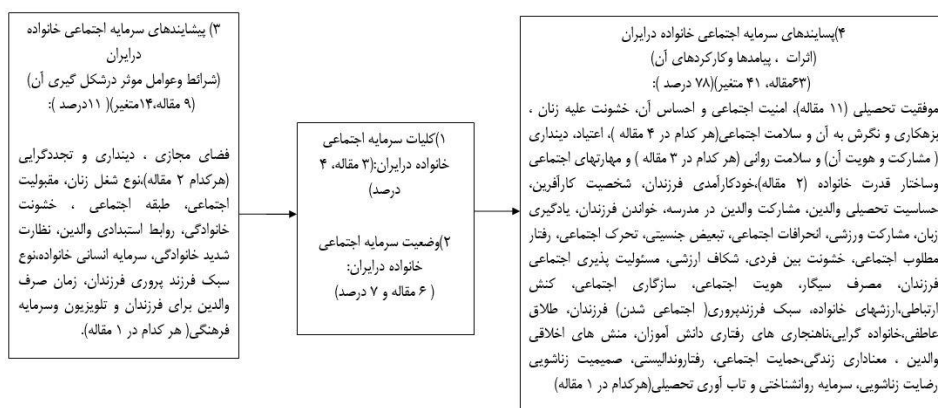 ۳) پیشایندهای سرمایه اجتماعی خانواده
درایران
(شرائط وعوامل موثر درشکل گیری آن)
(۹ مقاله،۱۴متغیر)( ۱۱درصد ):
فضای مجازی ، دینداری و تجددگرایی
(هرکدام ۲ مقاله)،نوع شغل زنان، مقبولیت
اجتماعی، طبقه اجتماعی ، خشونت
خانوادگی، روابط استبدادی والدین، نظارت
شدید خانوادگی، سرمایه انسانی خانواده،نوع
سبک فرزند پروری فرزندان، زمان صرف
والدین برای فرزندان و تلویزیون وسرمایه
فرهنگی( هر کدام در ۱ مقاله).
۱)کلیات سرمایه اجتماعی
خانواده درایران:(۳ مقاله، ۴
درصد)
۲)وضعیت سرمایه اجتماعی
خانواده درایران:
( ۶ مقاله و ۷ درصد)
۴)پسایندهای سرمایه اجتماعی خانواده درایران
(اثرات ، پیامدها وکارکردهای آن)
(۶۳مقاله، ۴۱ متغیر)(۷۸ درصد ):
موفقیت تحصیلی (۱۱ مقاله)، امنیت اجتماعی و احساس آن، خشونت علیه زنان ،
بزهکاری و نگرش به آن و سلامت اجتماعی(هر کدام در ۴ مقاله )، اعتیاد، دینداری
( مشارکت و هویت آن) و سلامت روانی (هر کدام در ۳ مقاله ) و مهارتهای اجتماعی
وساختار قدرت خانواده (۲ مقاله)،خودکارآمدی فرزندان، شخصیت کارآفرین،
حساسیت تحصیلی والدین، مشارکت والدین در مدرسه، خواندن فرزندان، یادگیری
زبان، مشارکت ورزشی، انحرافات اجتماعی، تبعیض جنسیتی، تحرک اجتماعی، رفتار
مطلوب اجتماعی، خشونت بین فردی، شکاف ارزشی، مسئولیت پذیری اجتماعی
فرزندان، مصرف سیگار، هویت اجتماعی، سازگاری اجتماعی، کنش
ارتباطی،ارزشهای خانواده، سبک فرزندپروری( اجتماعی شدن) فرزندان، طلاق
عاطفی،خانواده گرایی،ناهنجاری های رفتاری دانش آموزان، منش های اخلاقی
والدین ، معناداری زندگی،حمایت اجتماعی، رفتاروندالیستی، صمیمیت زناشویی
رضایت زناشویی، سرمایه روانشناختی و تاب آوری تحصیلی(هرکدام در ۱ مقاله)